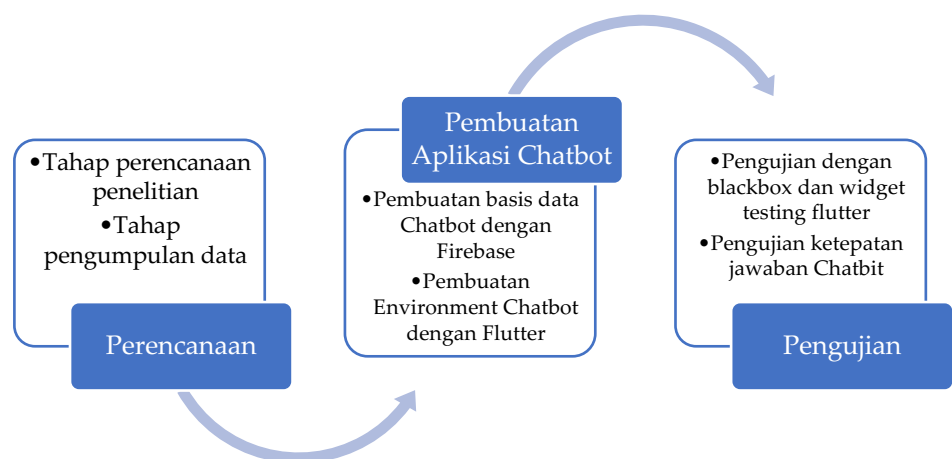 •Tahap perencanaan
penelitian
•Tahap
pengumpulan data
Perencanaan
Pembuatan
Aplikasi Chatbot
•Pembuatan basis data
Chatbot dengan
Firebase
•Pembuatan
Environment Chatbot
dengan Flutter
•Pengujian dengan
blackbox dan widget
testing flutter
•Pengujian ketepatan
jawaban Chatbit
Pengujian